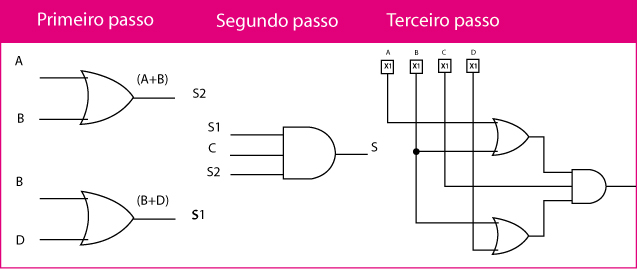 Primeiro passo
Segundo passo
Terceiro passo
A
(A+B)
S2
B
B
(B+D)
S1
D
S1
C
S2
S
A B C D
X1 X1 X1 X1